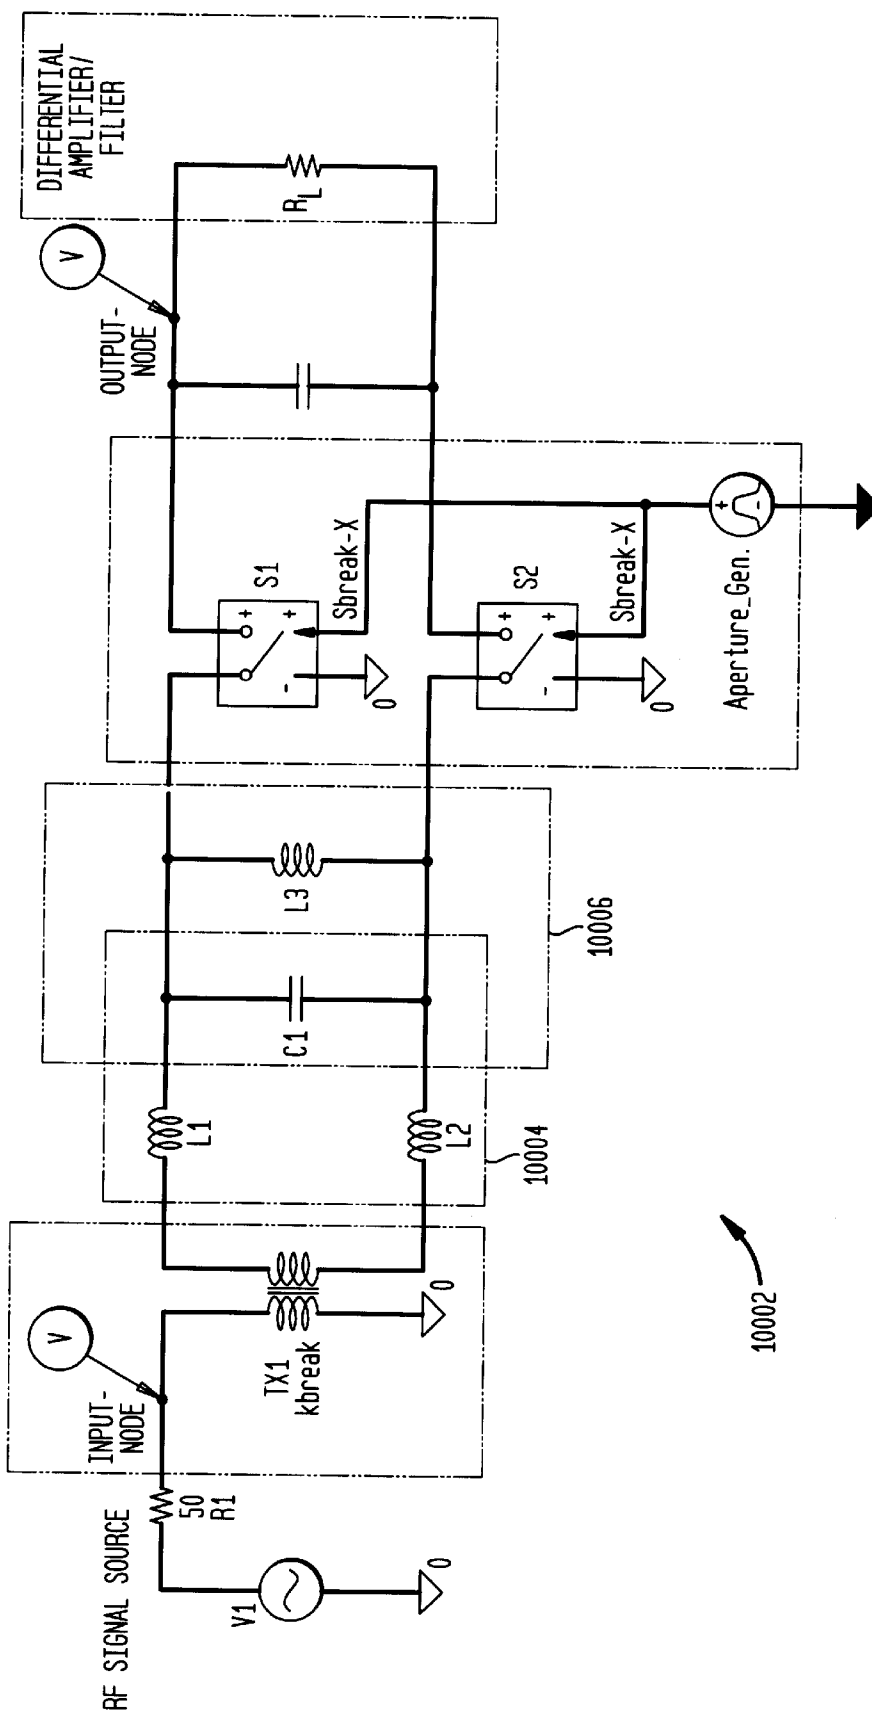 RF SIGNAL SOURCE
V1
0
50
R1
INPUT-
NODE
V
TX1
kbreak
0
L1
L2
10004
C1
L3
10006
S1
+
+
-
Sbreak-X
0
S2
+
+
-
Sbreak-X
0
Aperture_Gen.
+
-
OUTPUT-
NODE
V
DIFFERENTIAL
AMPLIFIER/
FILTER
RL
10002